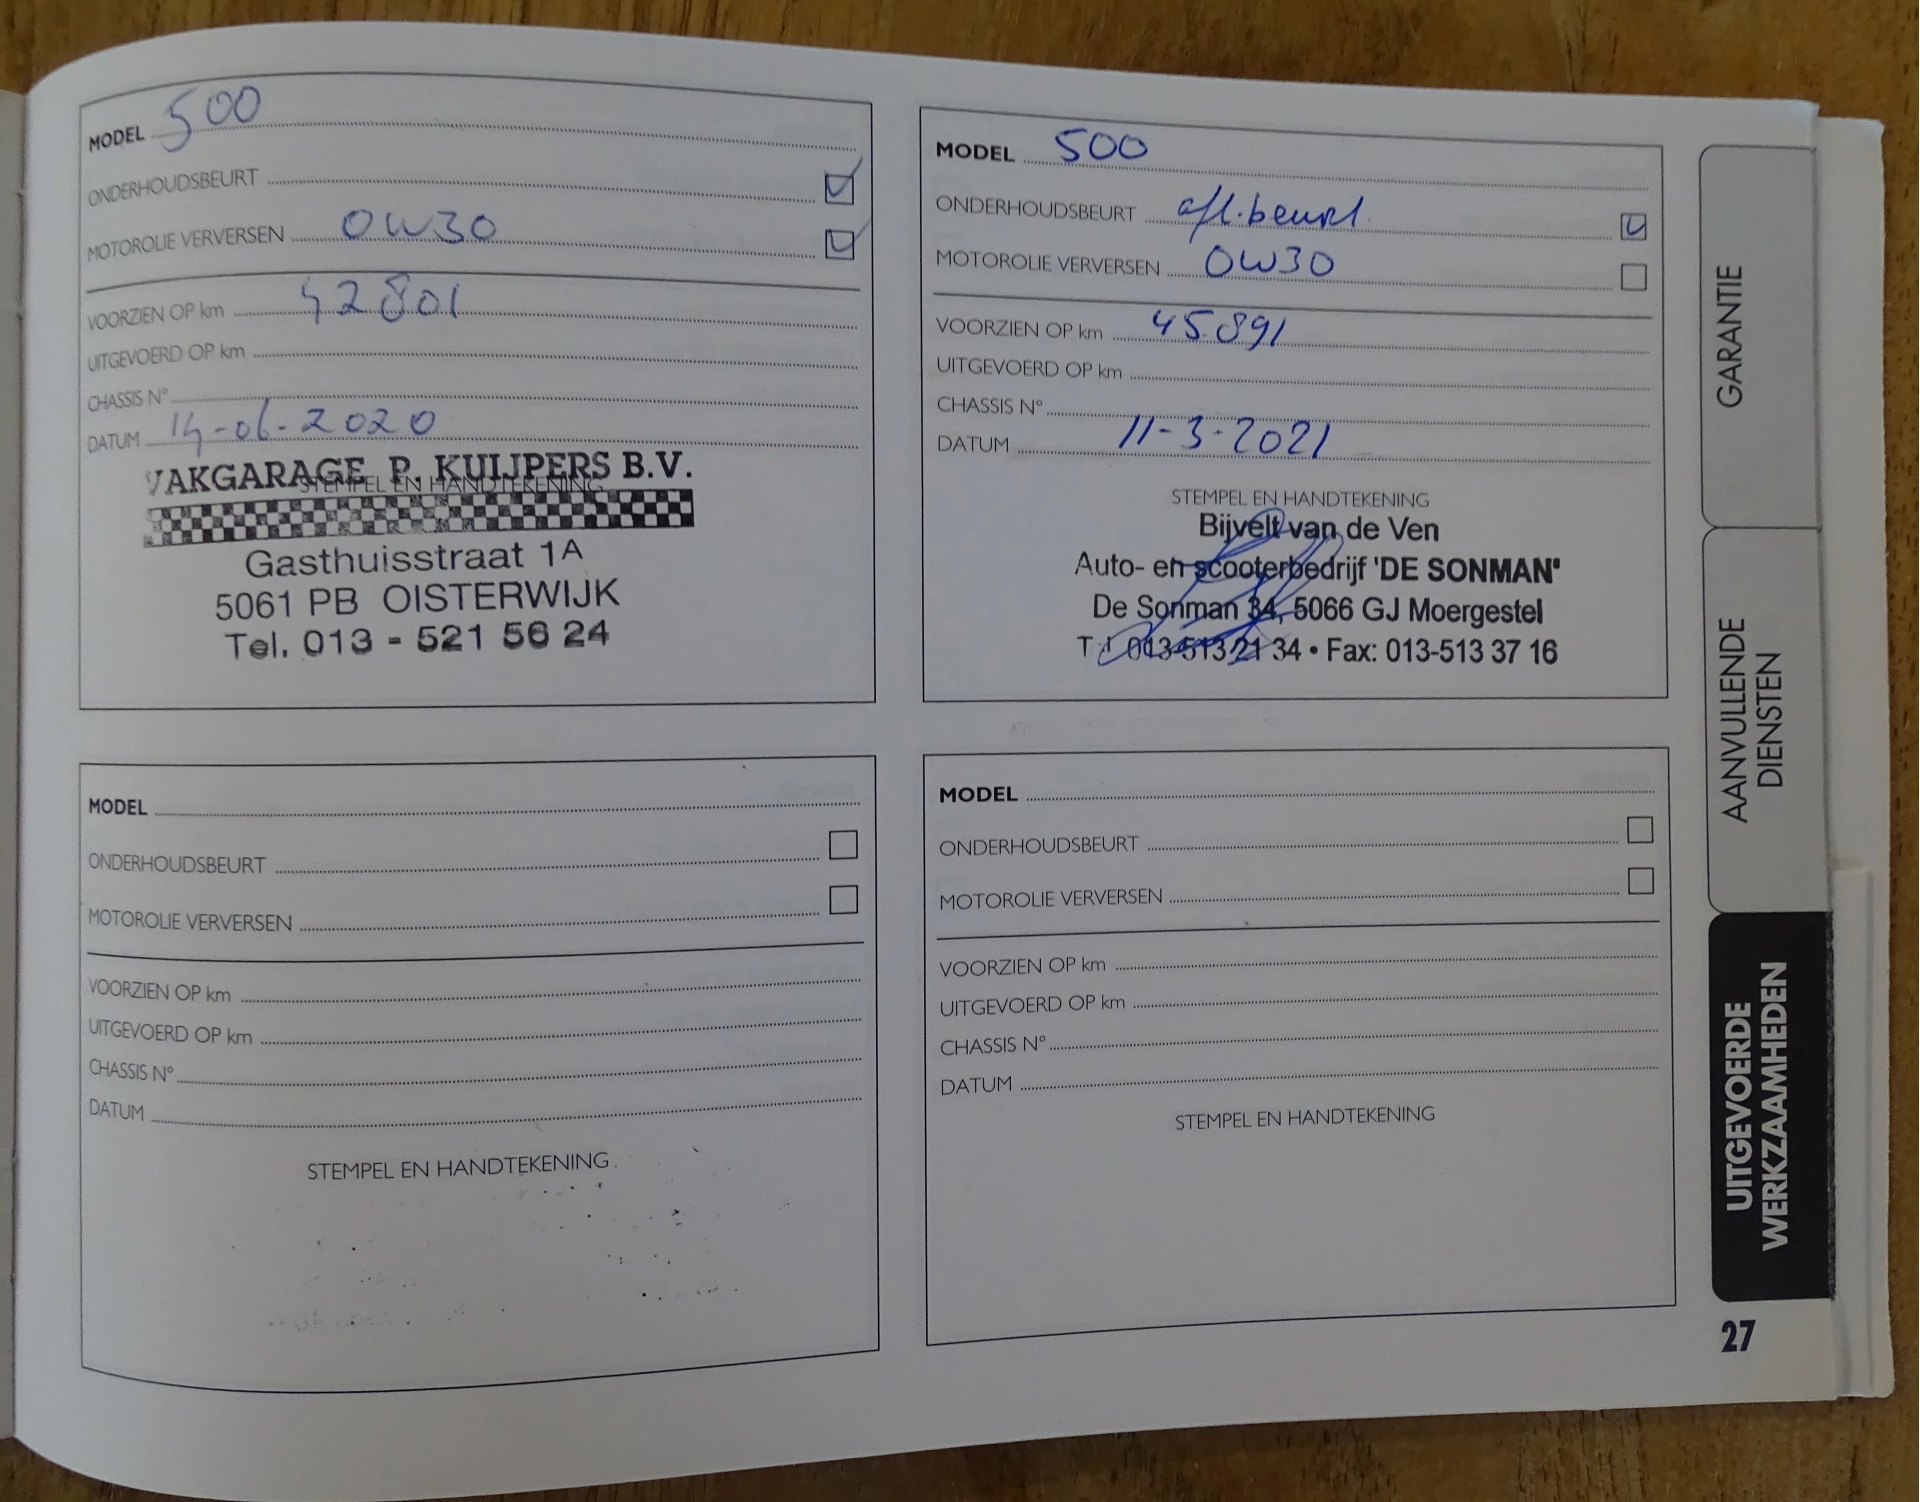 MODEL 500
ONDERHOUDSBEURT
MOTOROLIE VERVERSEN OW30
VOORZIEN OP km 42801
UITGEVOERD OP km
CHASSIS N°
DATUM 14-06-2020
STEMPEL EN HANDTEKENING
VAKGARAGE P. KUIJPERS B.V.
Gasthuisstraat 1A
5061 PB OISTERWIJK
Tel. 013 - 521 56 24
MODEL 500
ONDERHOUDSBEURT afl.beurt
MOTOROLIE VERVERSEN OW30
VOORZIEN OP km 45.891
UITGEVOERD OP km
CHASSIS N°
DATUM 11-3-2021
STEMPEL EN HANDTEKENING
Bijvelt van de Ven
Auto- en scooterbedrijf 'DE SONMAN'
De Sonman 34, 5066 GJ Moergestel
Tel. 013-513 21 34 • Fax: 013-513 37 16
MODEL
ONDERHOUDSBEURT
MOTOROLIE VERVERSEN
VOORZIEN OP km
UITGEVOERD OP km
CHASSIS N°
DATUM
STEMPEL EN HANDTEKENING
MODEL
ONDERHOUDSBEURT
MOTOROLIE VERVERSEN
VOORZIEN OP km
UITGEVOERD OP km
CHASSIS N°
DATUM
STEMPEL EN HANDTEKENING
GARANTIE
AANVULLENDE
DIENSTEN
UITGEVOERDE
WERKZAAMHEDEN
27